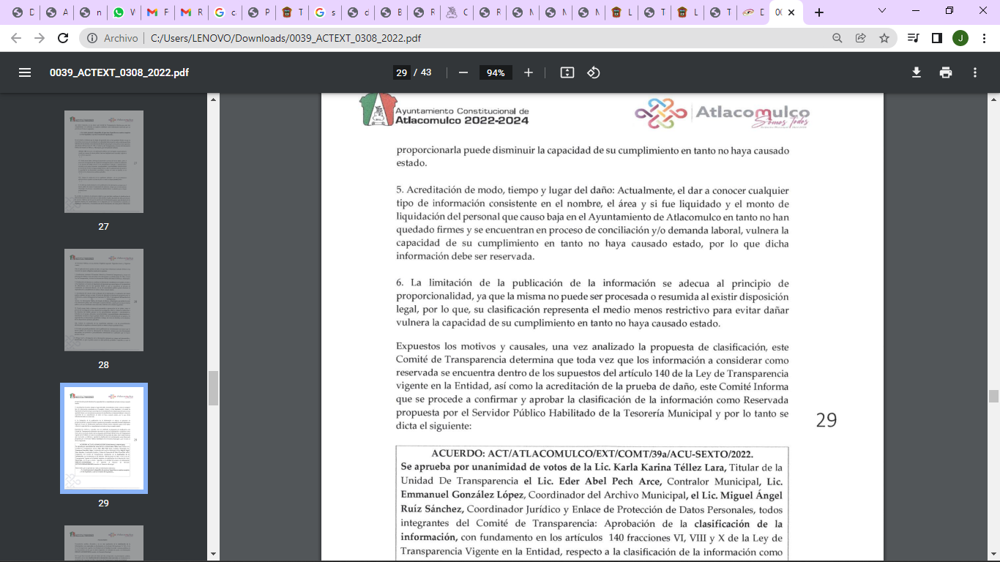 D
A
n
V
F
R
c
P
T
s
d
B
F
C
R
N
N
N
L
T
L
T
D
00
Archivo
C:/Users/LENOVO/Downloads/0039_ACTEXT_0308_2022.pdf
J
0039_ACTEXT_0308_2022.pdf
29 / 43
94%
27
28
29
Ayuntamiento Constitucional de
Atlacomulco 2022-2024
Atlacomulco
Somos Todos
proporcionarla puede disminuir la capacidad de su cumplimiento en tanto no haya causado
estado.
5. Acreditación de modo, tiempo y lugar del daño: Actualmente, el dar a conocer cualquier
tipo de información consistente en el nombre, el área y si fue liquidado y el monto de
liquidación del personal que causo baja en el Ayuntamiento de Atlacomulco en tanto no han
quedado firmes y se encuentran en proceso de conciliación y/o demanda laboral, vulnera la
capacidad de su cumplimiento en tanto no haya causado estado, por lo que dicha
información debe ser reservada.
6. La limitación de la publicación de la información se adecua al principio de
proporcionalidad, ya que la misma no puede ser procesada o resumida al existir disposición
legal, por lo que, su clasificación representa el medio menos restrictivo para evitar dañar
vulnera la capacidad de su cumplimiento en tanto no haya causado estado.
Expuestos los motivos y causales, una vez analizado la propuesta de clasificación, este
Comité de Transparencia determina que toda vez que los información a considerar como
reservada se encuentra dentro de los supuestos del artículo 140 de la Ley de Transparencia
vigente en la Entidad, así como la acreditación de la prueba de daño, este Comité Informa
que se procede a confirmar y aprobar la clasificación de la información como Reservada
propuesta por el Servidor Público Habilitado de la Tesorería Municipal y por lo tanto se
dicta el siguiente:
29
ACUERDO: ACT/ATLACOMULCO/EXT/COMT/39a/ACU-SEXTO/2022.
Se aprueba por unanimidad de votos de la Lic. Karla Karina Téllez Lara, Titular de la
Unidad De Transparencia el Lic. Eder Abel Pech Arce, Contralor Municipal, Lic.
Emmanuel González López, Coordinador del Archivo Municipal, el Lic. Miguel Ángel
Ruíz Sánchez, Coordinador Jurídico y Enlace de Protección de Datos Personales, todos
integrantes del Comité de Transparencia: Aprobación de la clasificación de la
información, con fundamento en los artículos 140 fracciones VI, VIII y X de la Ley de
Transparencia Vigente en la Entidad, respecto a la clasificación de la información como